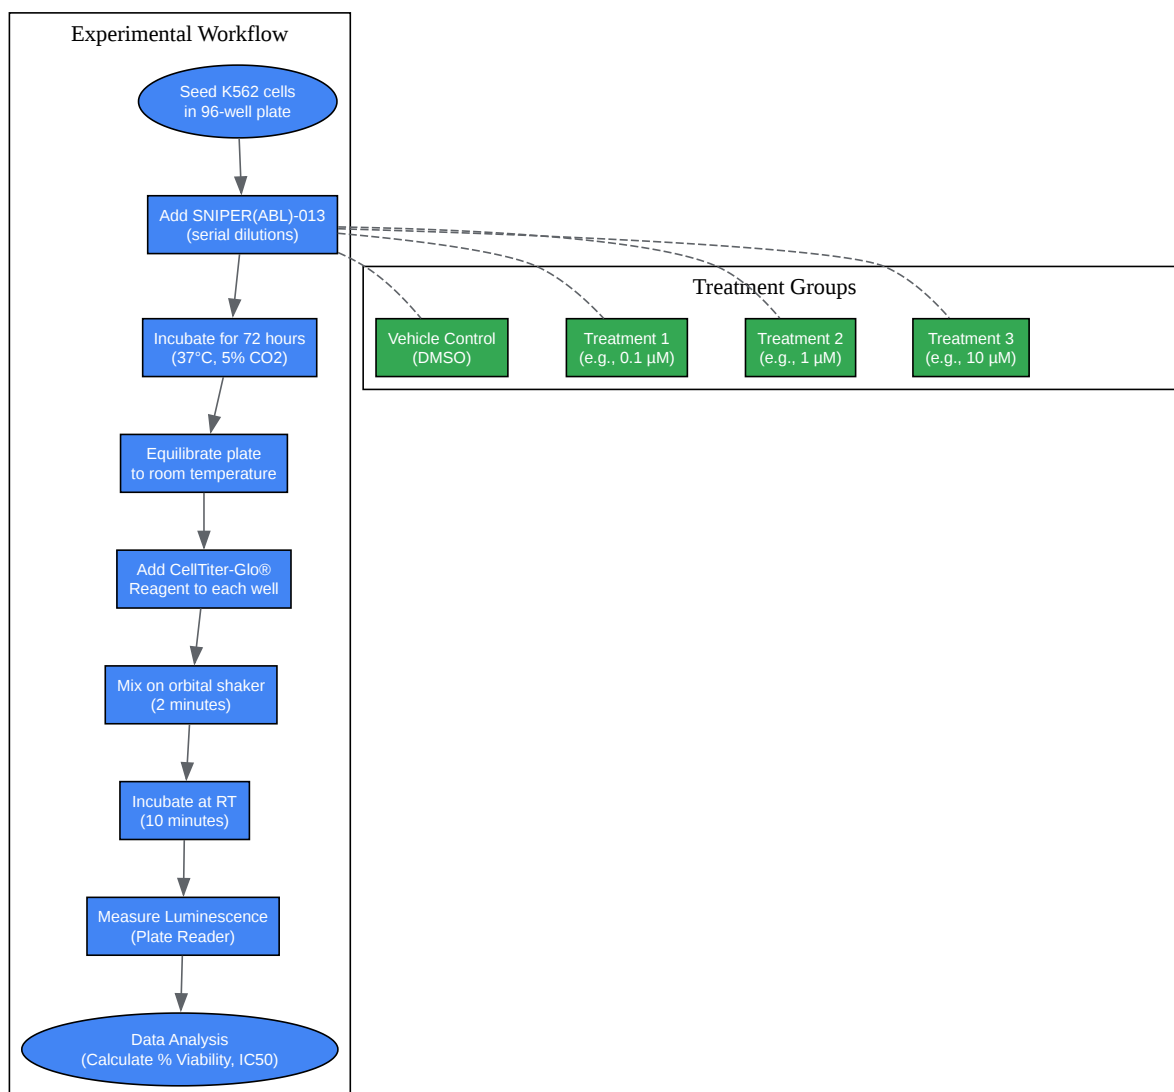 Experimental Workflow
Seed K562 cells
in 96-well plate
Add SNIPER(ABL)-013
(serial dilutions)
Treatment Groups
Incubate for 72 hours
(37°C, 5% CO2)
Vehicle Control
(DMSO)
Treatment 1
(e.g., 0.1 µM)
Treatment 2
(e.g., 1 µM)
Treatment 3
(e.g., 10 µM)
Equilibrate plate
to room temperature
Add CellTiter-Glo®
Reagent to each well
Mix on orbital shaker
(2 minutes)
Incubate at RT
(10 minutes)
Measure Luminescence
(Plate Reader)
Data Analysis
(Calculate % Viability, IC50)